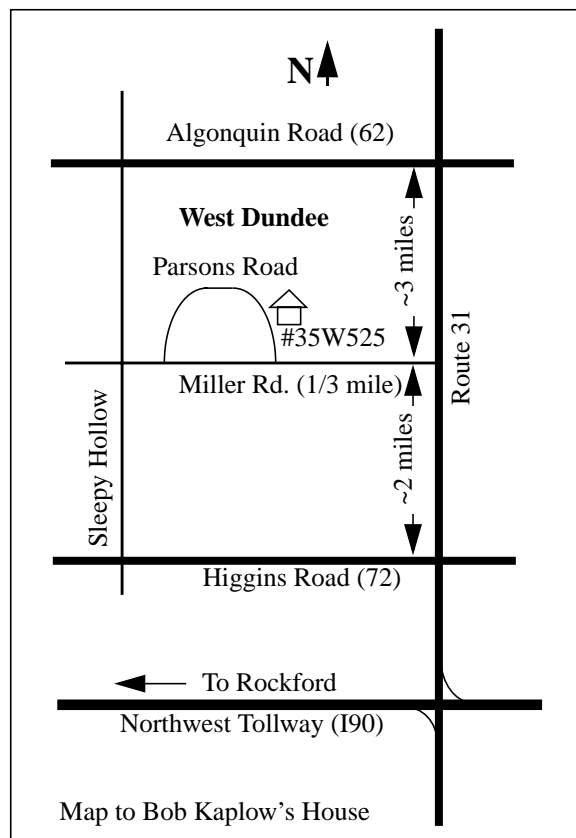 N
Algonquin Road (62)
West Dundee
Parsons Road
#35W525
~3 miles
Route 31
Miller Rd. (1/3 mile)
Sleepy Hollow
~2 miles
Higgins Road (72)
To Rockford
Northwest Tollway (I90)
Map to Bob Kaplow's House